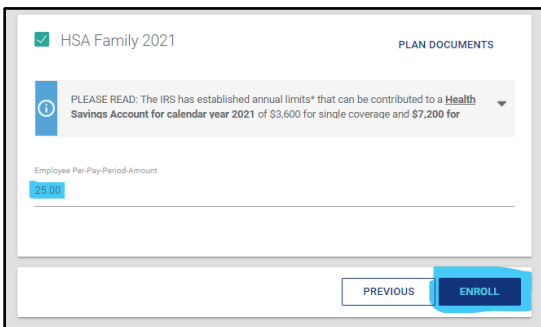 HSA Family 2021
PLAN DOCUMENTS
PLEASE READ: The IRS has established annual limits* that can be contributed to a Health
Savings Account for calendar year 2021 of $3,600 for single coverage and $7,200 for
Employee Per-Pay-Period-Amount
25.00
PREVIOUS
ENROLL